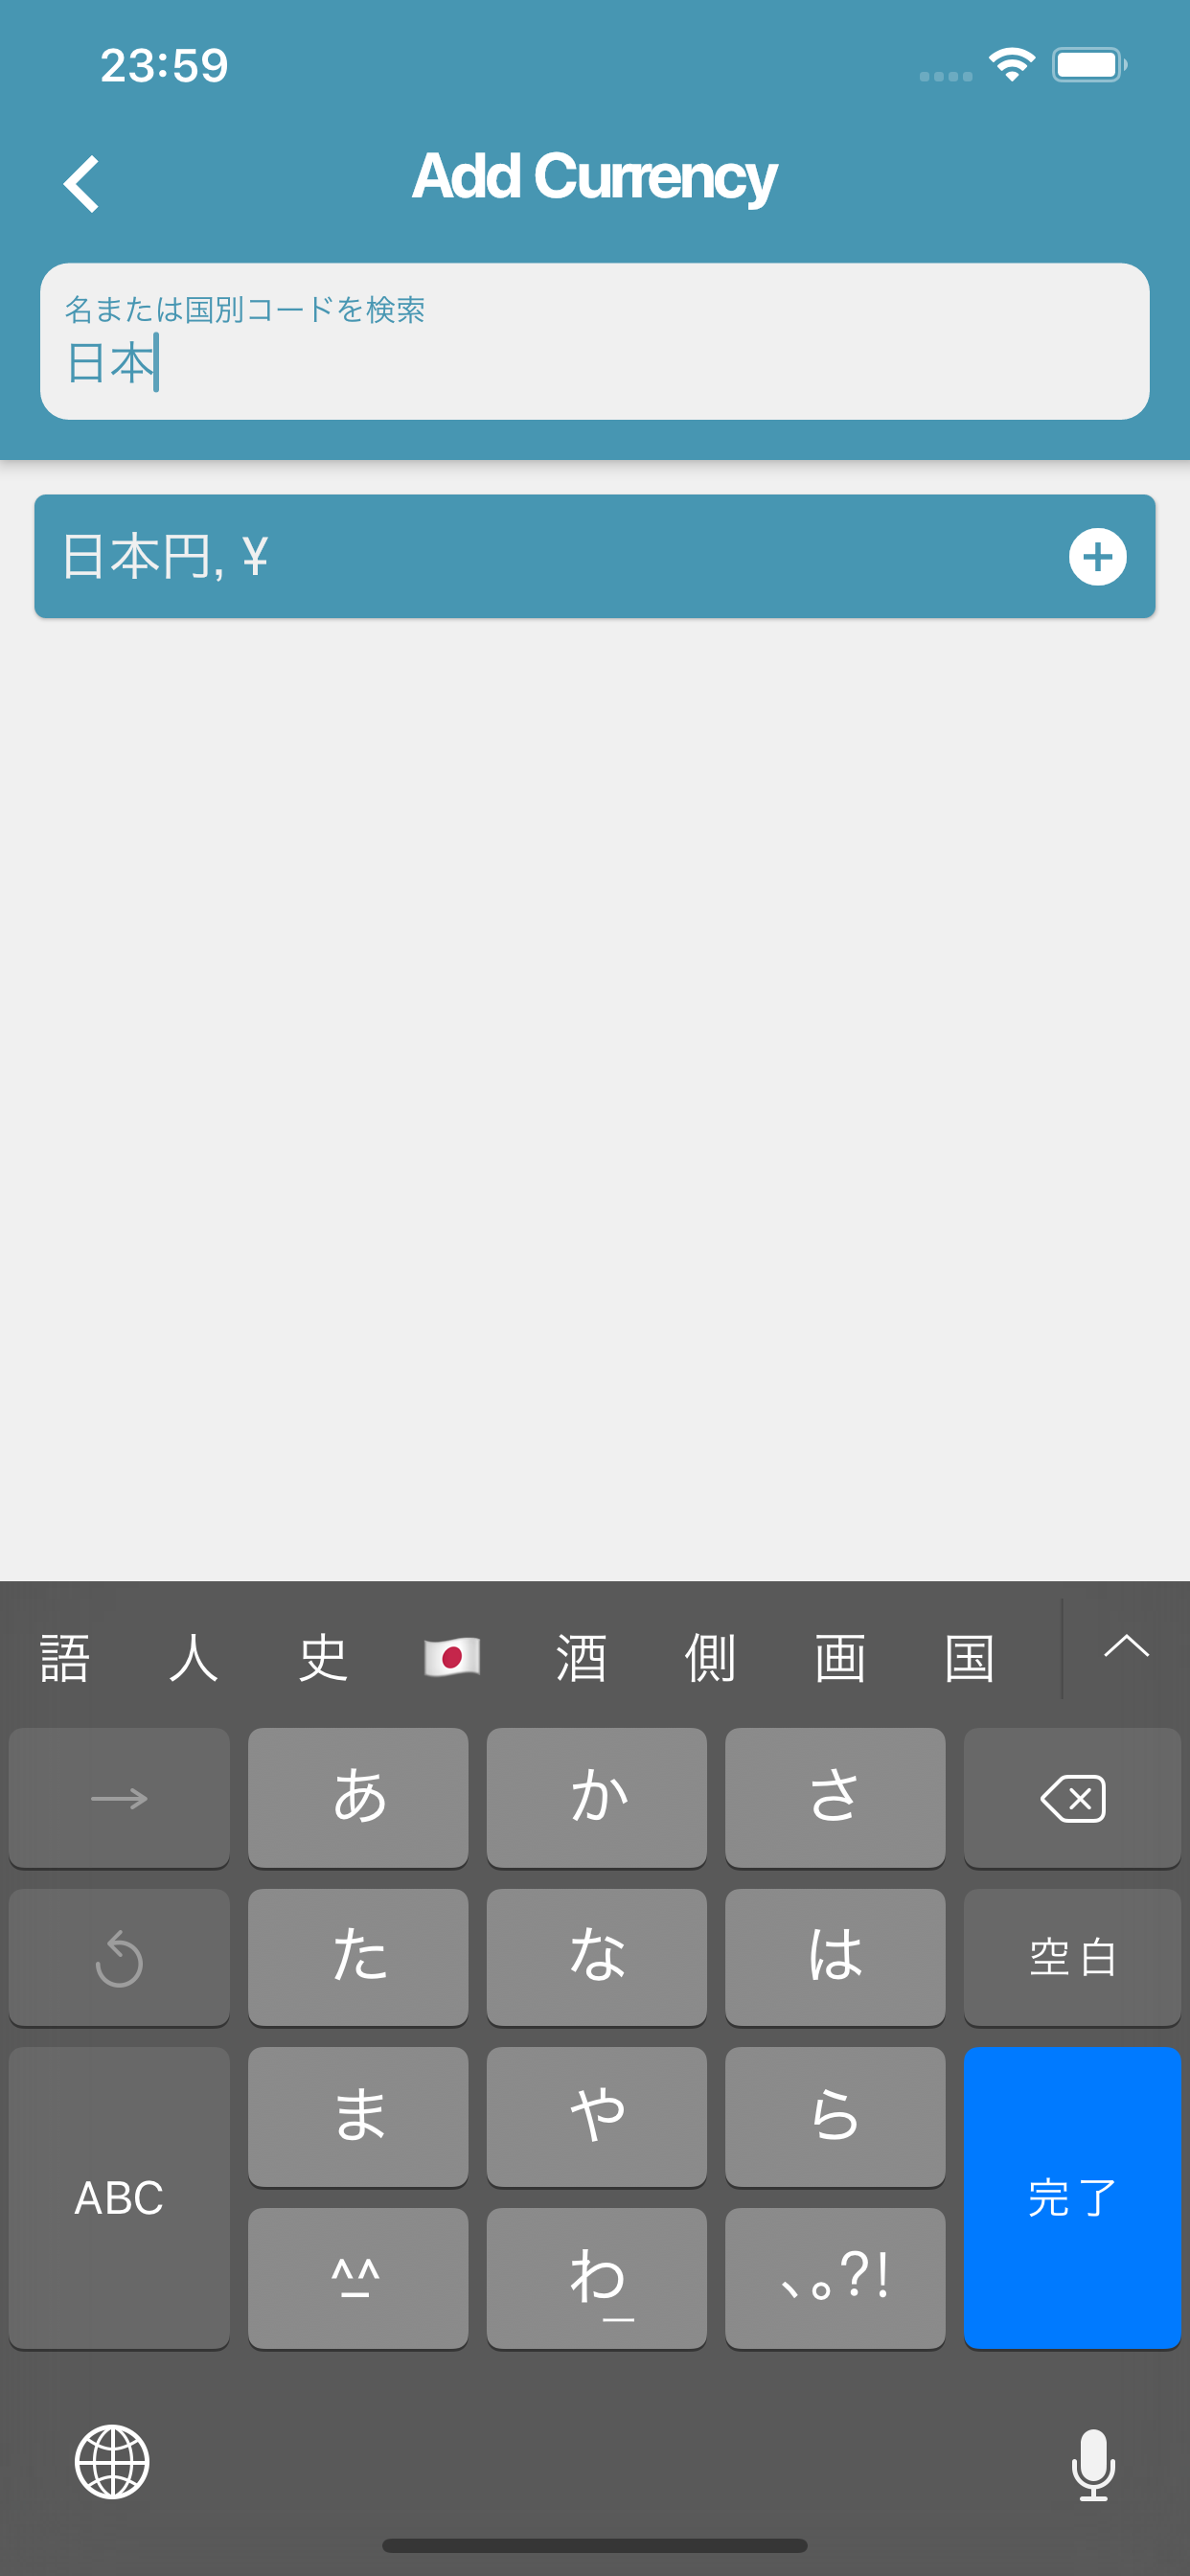 23:59
Add Currency
名または国別コードを検索
日本
日本円, ¥
語 人 史 🇯🇵 酒 側 画 国
あ か さ
た な は 空白
ま や ら
ABC 完了
^^ わ 、。?!